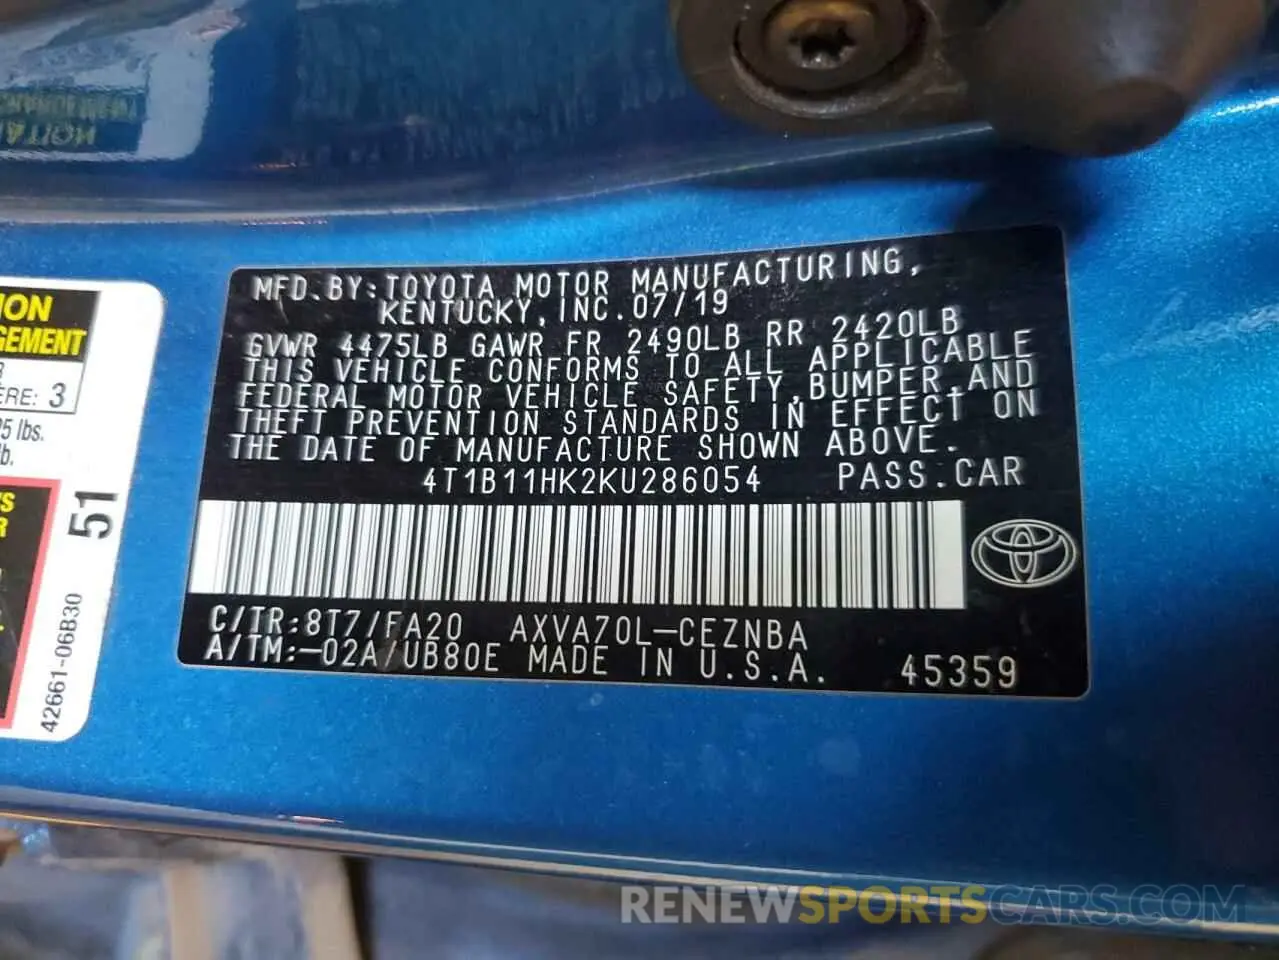 MFD.BY:TOYOTA MOTOR MANUFACTURING,
KENTUCKY,INC.07/19
GVWR 4475LB GAWR FR 2490LB RR 2420LB
THIS VEHICLE CONFORMS TO ALL APPLICABLE
FEDERAL MOTOR VEHICLE SAFETY,BUMPER,AND
THEFT PREVENTION STANDARDS IN EFFECT ON
THE DATE OF MANUFACTURE SHOWN ABOVE.
4T1B11HK2KU286054 PASS.CAR
C/TR:8T7/FA20 AXVA70L-CEZNBA
A/TM:-02A/UB80E MADE IN U.S.A. 45359
ION
GEMENT
ERE: 3
5 lbs.
b.
51
42661-06B30
RENEWSPORTSCARS.COM